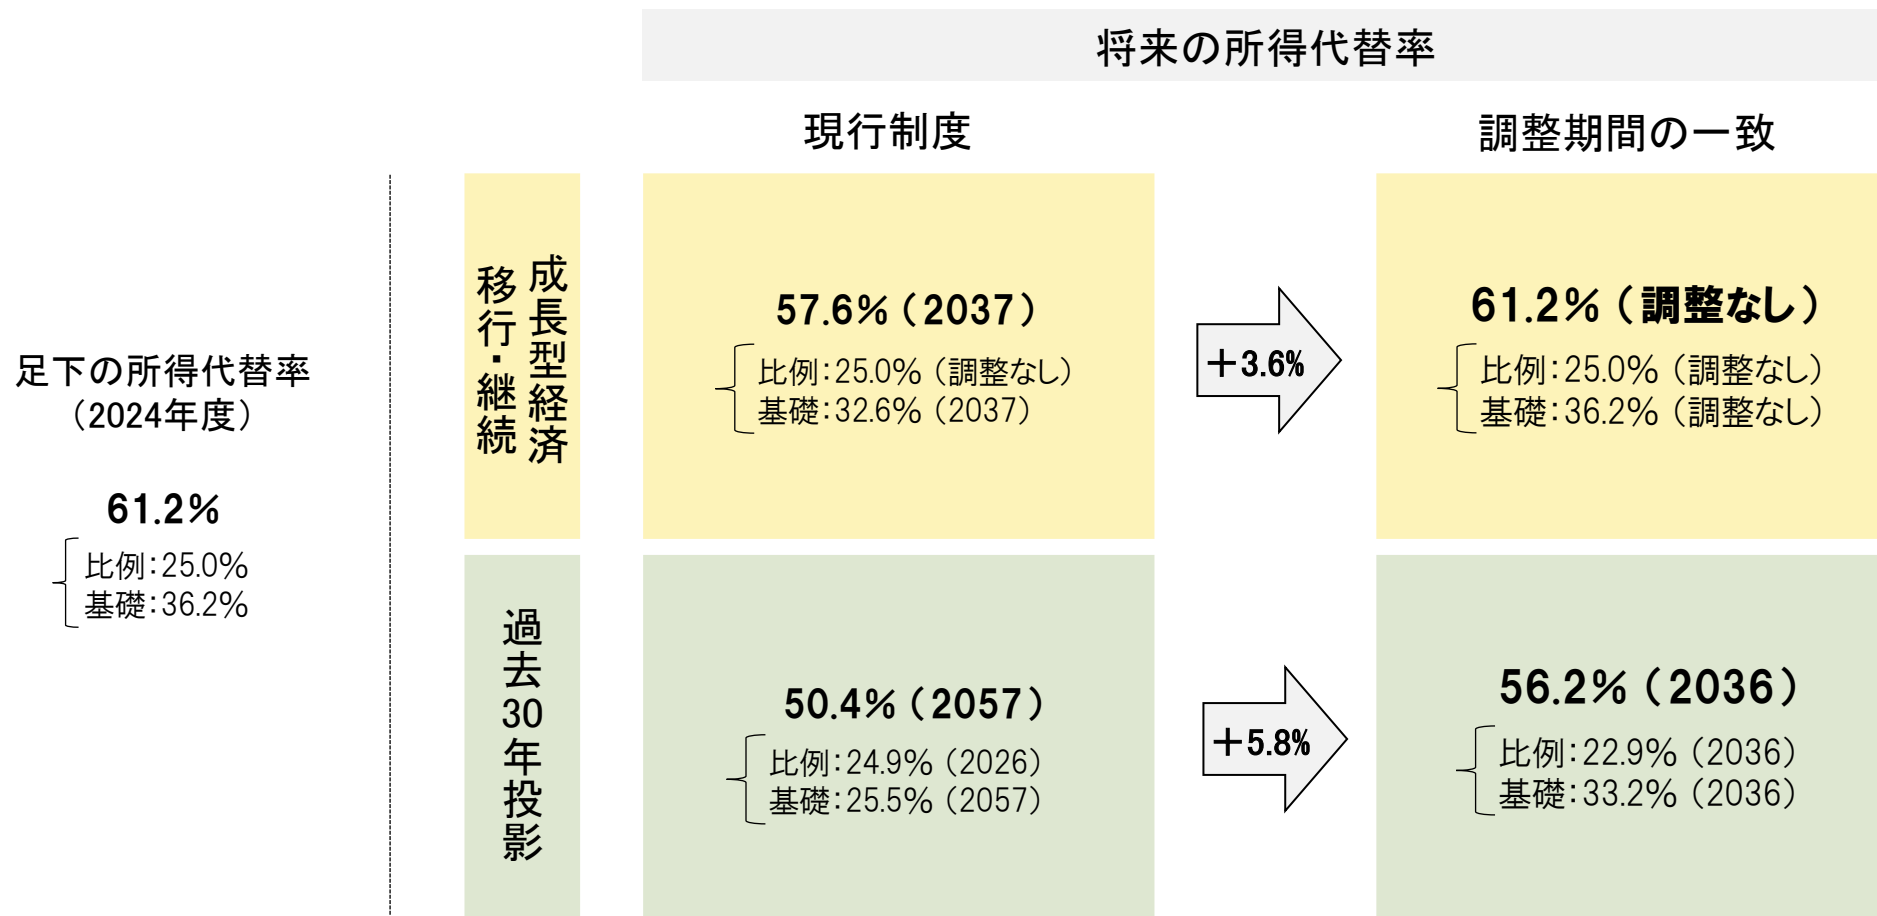 将来の所得代替率
現行制度
調整期間の一致
足下の所得代替率
（2024年度）
61.2%
比例：25.0%
基礎：36.2%
成長型経済
移行・継続
57.6%（2037）
比例：25.0%（調整なし）
基礎：32.6%（2037）
＋3.6%
61.2%（調整なし）
比例：25.0%（調整なし）
基礎：36.2%（調整なし）
過去30年投影
50.4%（2057）
比例：24.9%（2026）
基礎：25.5%（2057）
＋5.8%
56.2%（2036）
比例：22.9%（2036）
基礎：33.2%（2036）